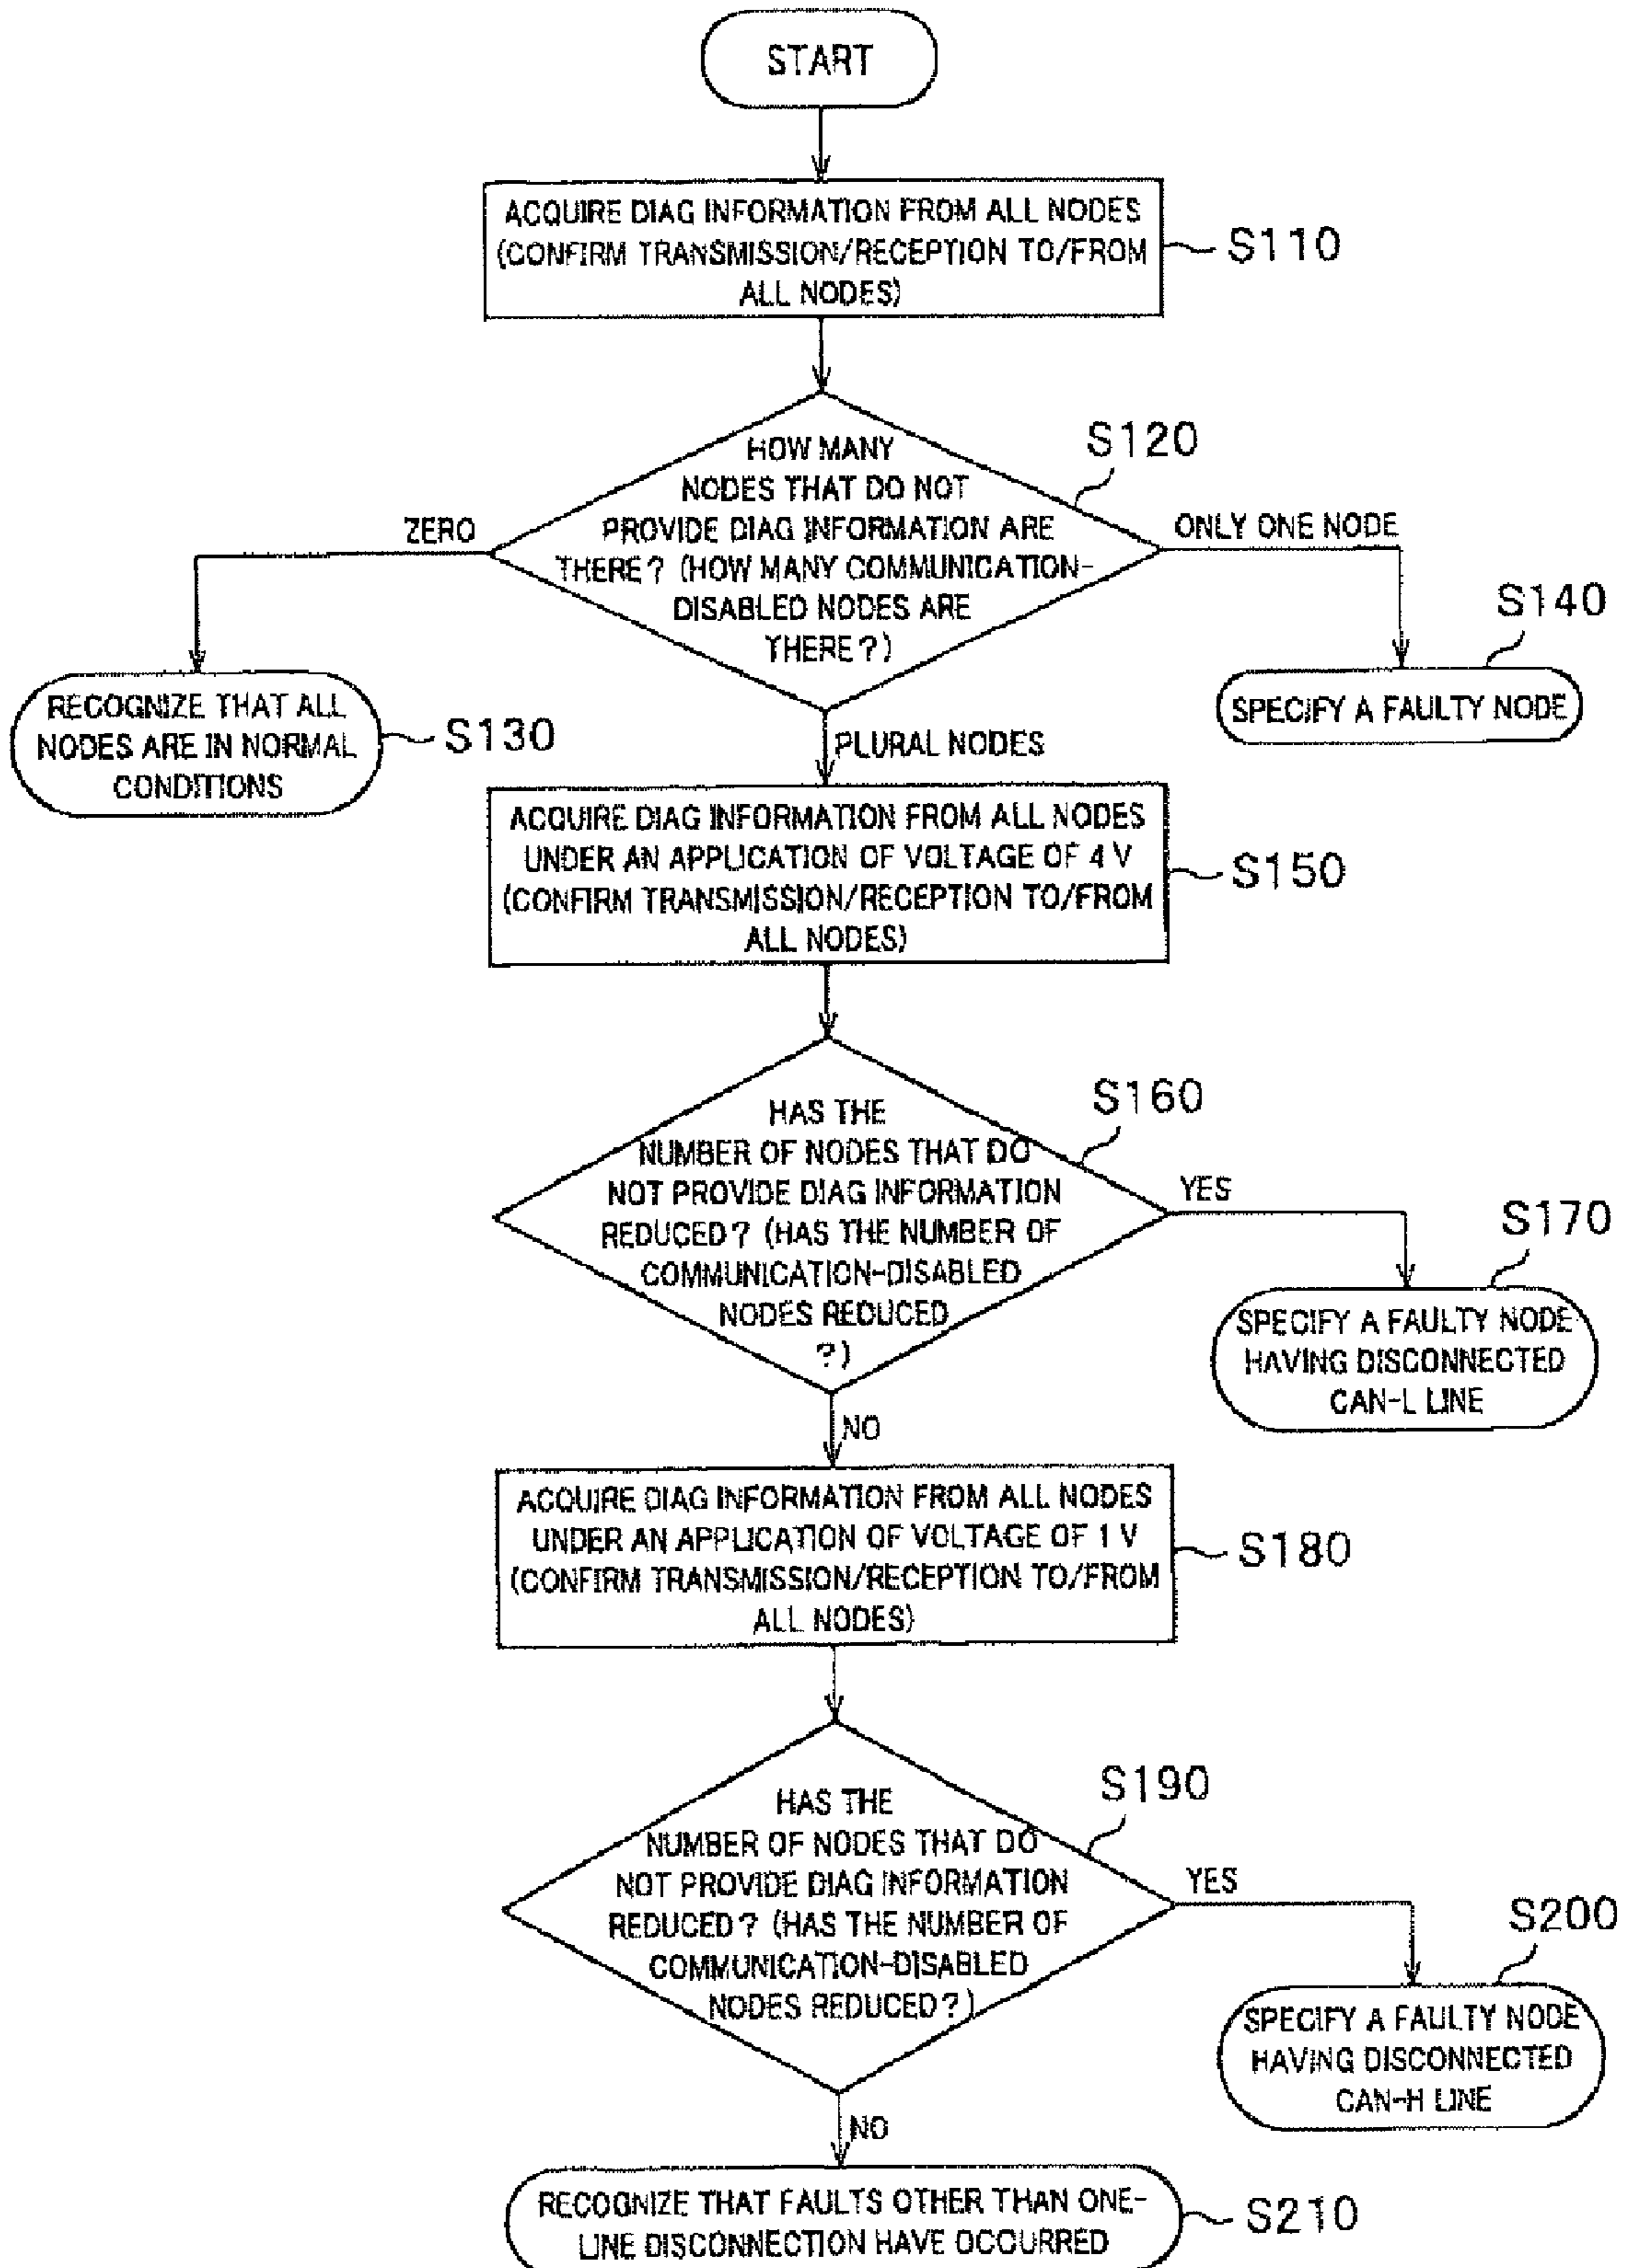 START
ACQUIRE DIAG INFORMATION FROM ALL NODES
(CONFIRM TRANSMISSION/RECEPTION TO/FROM
ALL NODES)
S110
HOW MANY
NODES THAT DO NOT
PROVIDE DIAG INFORMATION ARE
THERE? (HOW MANY COMMUNICATION-
DISABLED NODES ARE
THERE?)
S120
ZERO
ONLY ONE NODE
RECOGNIZE THAT ALL
NODES ARE IN NORMAL
CONDITIONS
S130
S140
SPECIFY A FAULTY NODE
PLURAL NODES
ACQUIRE DIAG INFORMATION FROM ALL NODES
UNDER AN APPLICATION OF VOLTAGE OF 4 V
(CONFIRM TRANSMISSION/RECEPTION TO/FROM
ALL NODES)
S150
HAS THE
NUMBER OF NODES THAT DO
NOT PROVIDE DIAG INFORMATION
REDUCED? (HAS THE NUMBER OF
COMMUNICATION-DISABLED
NODES REDUCED
?)
S160
YES
S170
SPECIFY A FAULTY NODE
HAVING DISCONNECTED
CAN-L LINE
NO
ACQUIRE DIAG INFORMATION FROM ALL NODES
UNDER AN APPLICATION OF VOLTAGE OF 1 V
(CONFIRM TRANSMISSION/RECEPTION TO/FROM
ALL NODES)
S180
HAS THE
NUMBER OF NODES THAT DO
NOT PROVIDE DIAG INFORMATION
REDUCED? (HAS THE NUMBER OF
COMMUNICATION-DISABLED
NODES REDUCED?)
S190
YES
S200
SPECIFY A FAULTY NODE
HAVING DISCONNECTED
CAN-H LINE
NO
RECOGNIZE THAT FAULTS OTHER THAN ONE-
LINE DISCONNECTION HAVE OCCURRED
S210